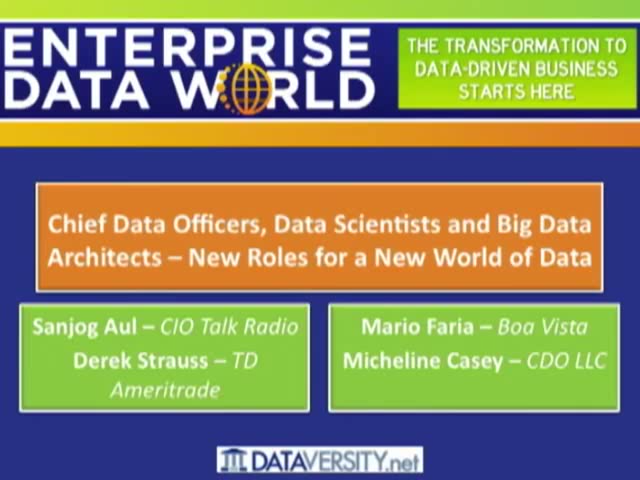 ENTERPRISE
DATA WORLD
THE TRANSFORMATION TO
DATA-DRIVEN BUSINESS
STARTS HERE
Chief Data Officers, Data Scientists and Big Data
Architects – New Roles for a New World of Data
Sanjog Aul – CIO Talk Radio
Derek Strauss – TD
Ameritrade
Mario Faria – Boa Vista
Micheline Casey – CDO LLC
DATAVERSITY.net